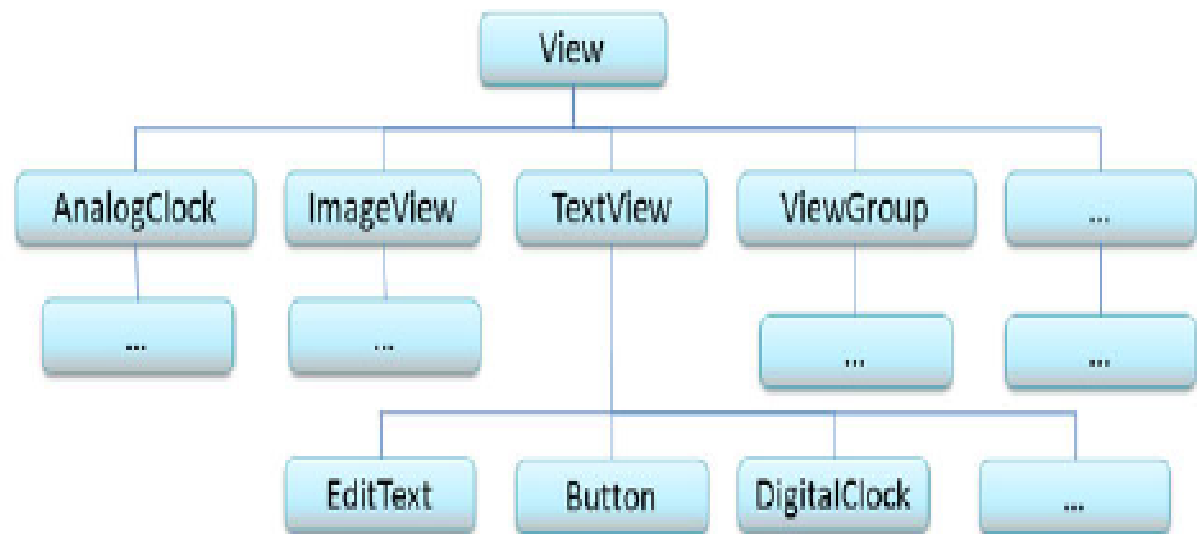 View
AnalogClock
ImageView
TextView
ViewGroup
...
...
...
...
...
EditText
Button
DigitalClock
...